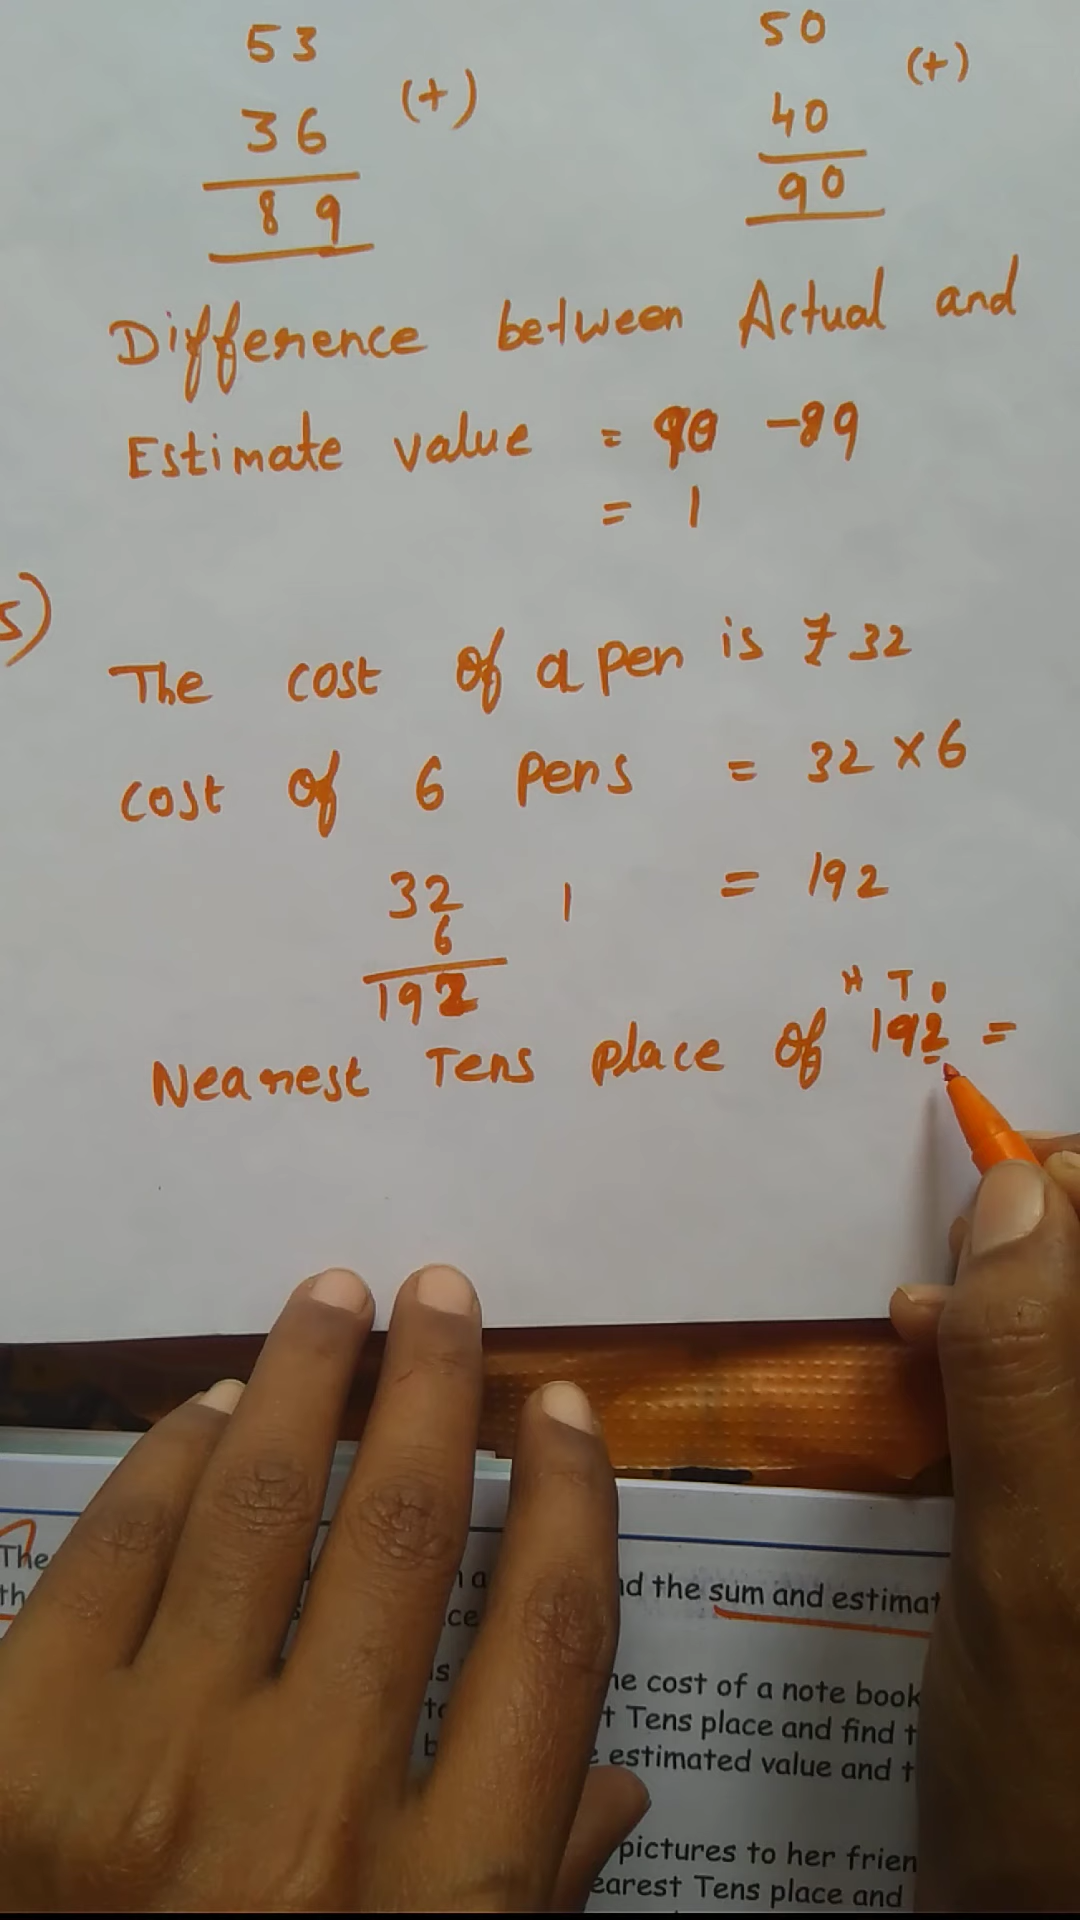 53
36 (+)
89
50
40 (+)
90
Difference between Actual and
Estimate value = 90 -89
= 1
5)
The cost of a pen is ₹32
cost of 6 pens = 32 × 6
32 1 = 192
6
192
H T O
Nearest Tens place of 192 =
The nd the sum and estimat
th
is he cost of a note book
t Tens place and find t
estimated value and t
pictures to her frien
earest Tens place and